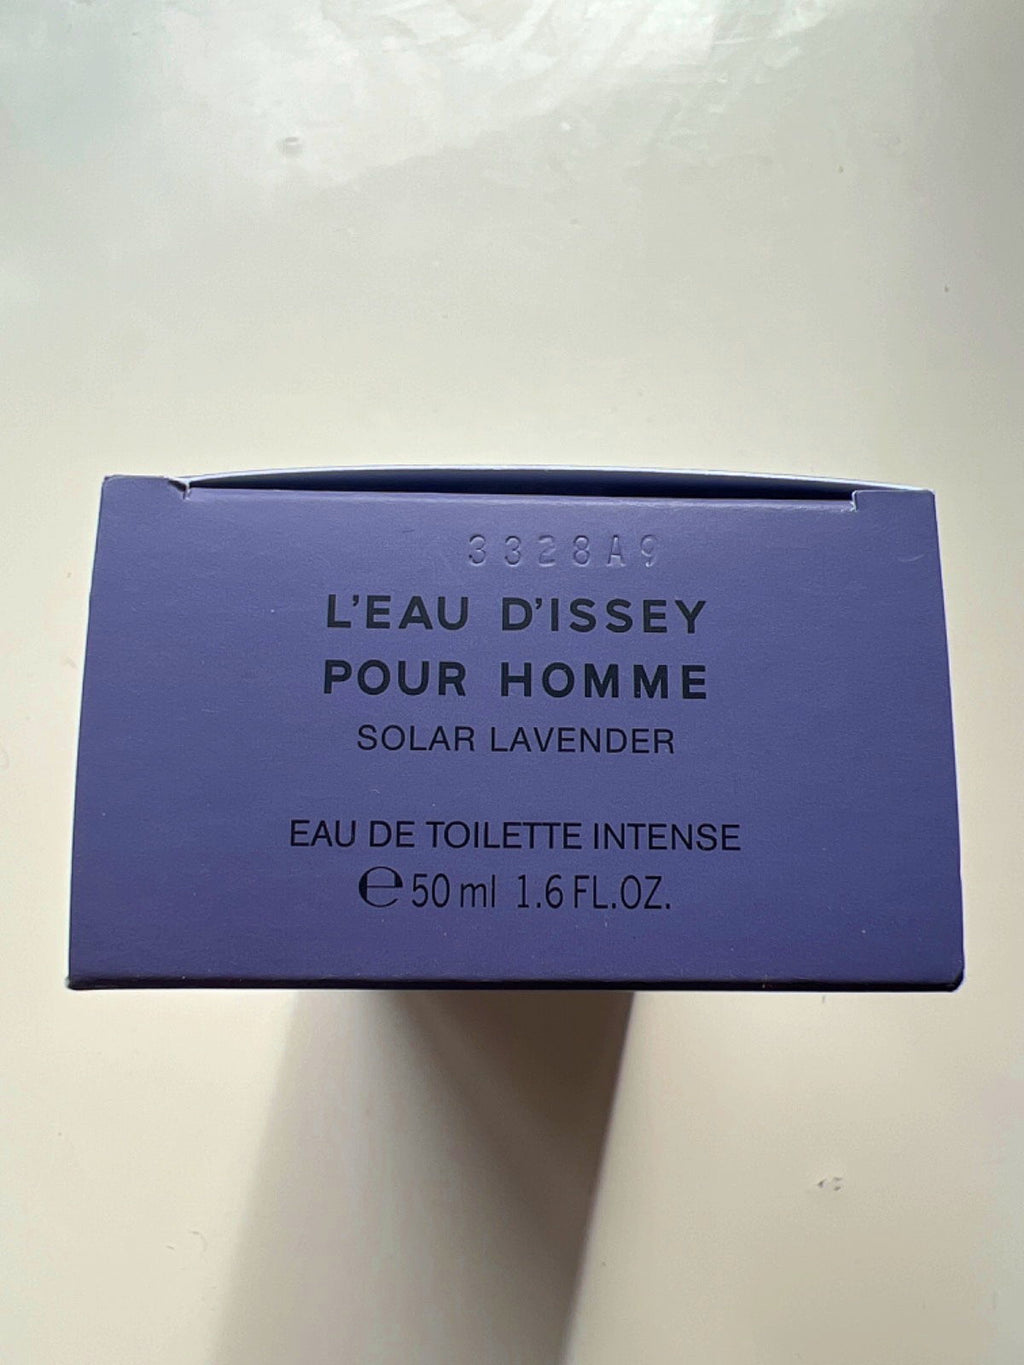 3328A9
L'EAU D'ISSEY
POUR HOMME
SOLAR LAVENDER
EAU DE TOILETTE INTENSE
℮ 50 ml 1.6 FL.OZ.